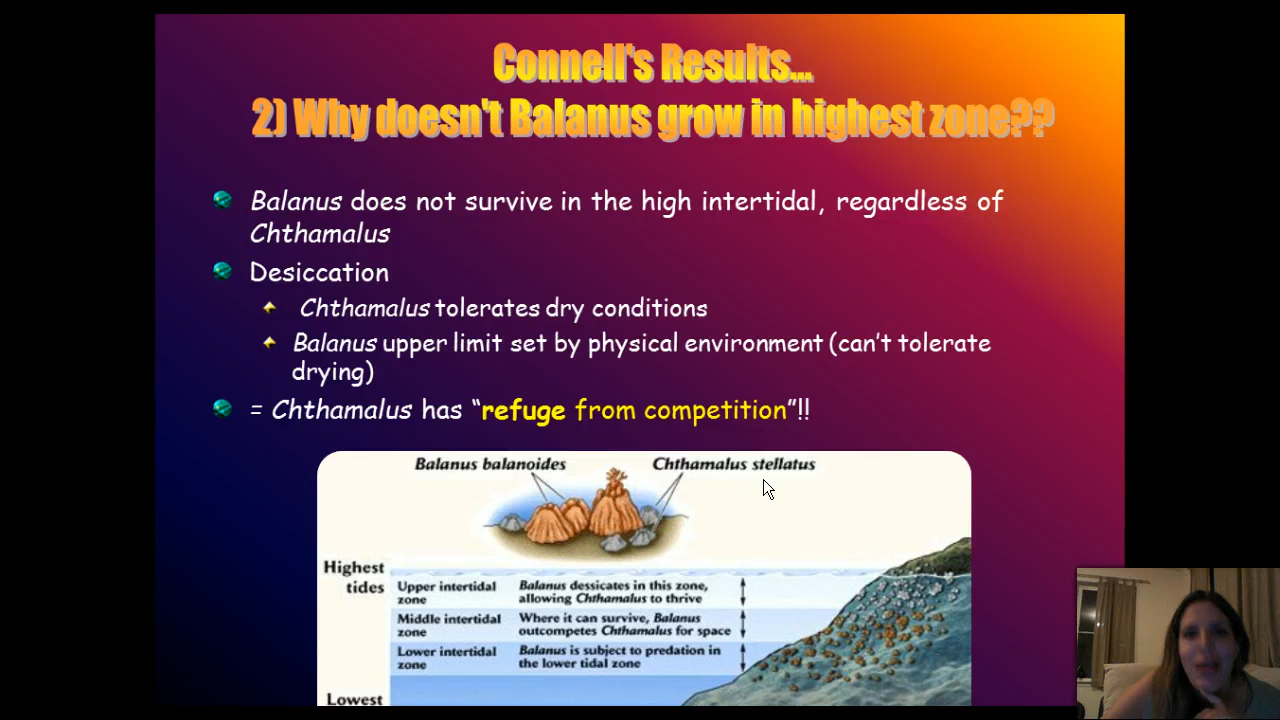 Connell's Results...
2) Why doesn't Balanus grow in highest zone??
Balanus does not survive in the high intertidal, regardless of
Chthamalus
Desiccation
Chthamalus tolerates dry conditions
Balanus upper limit set by physical environment (can't tolerate
drying)
= Chthamalus has “refuge from competition”!!
Balanus balanoides
Chthamalus stellatus
Highest
tides
Upper intertidal
zone
Balanus dessicates in this zone,
allowing Chthamalus to thrive
Middle intertidal
zone
Where it can survive, Balanus
outcompetes Chthamalus for space
Lower intertidal
zone
Balanus is subject to predation in
the lower tidal zone
Lowest